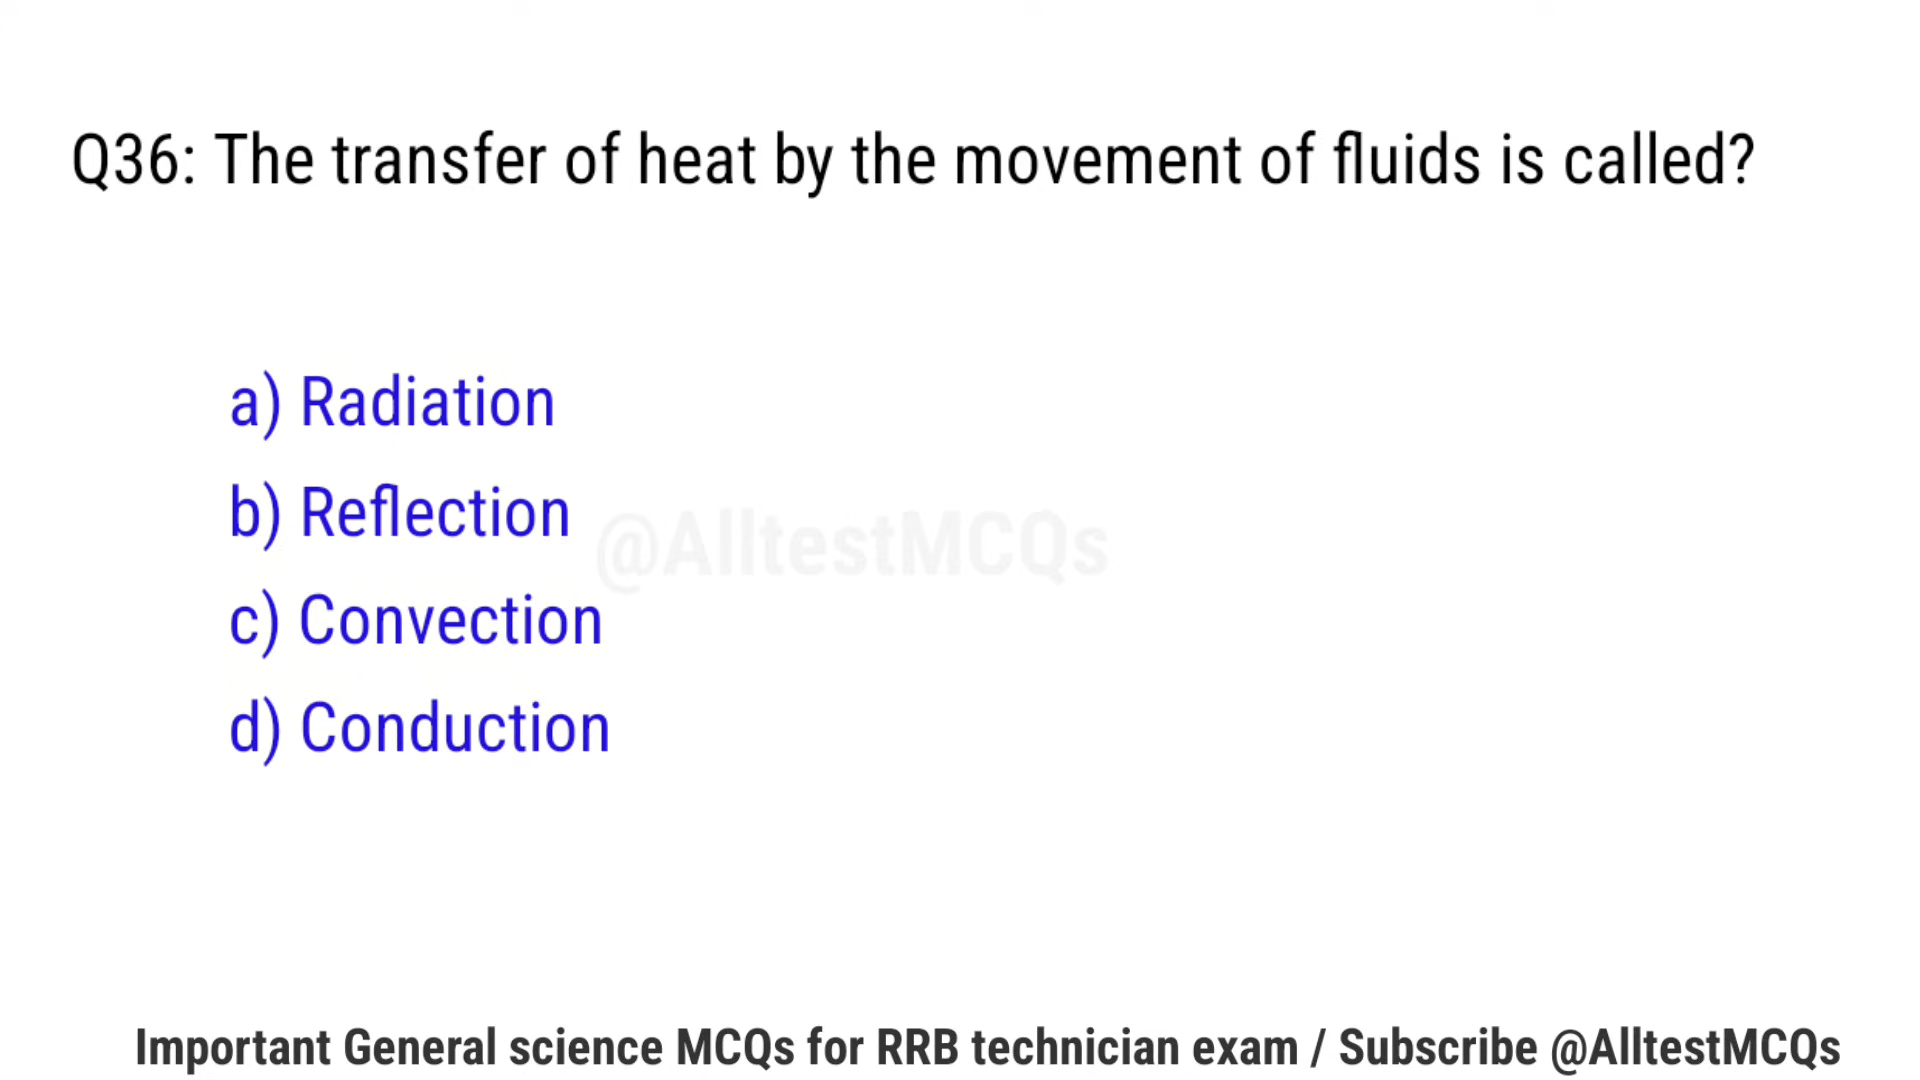 Q36: The transfer of heat by the movement of fluids is called?
a) Radiation
b) Reflection
@AlltestMCQs
c) Convection
d) Conduction
Important General science MCQs for RRB technician exam / Subscribe @AlltestMCQs